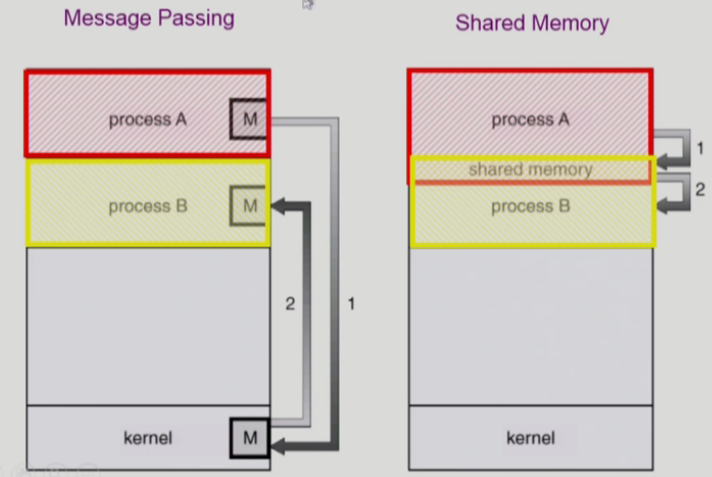 Message Passing
process A
M
process B
M
2
1
kernel
M
Shared Memory
process A
1
shared memory
2
process B
kernel